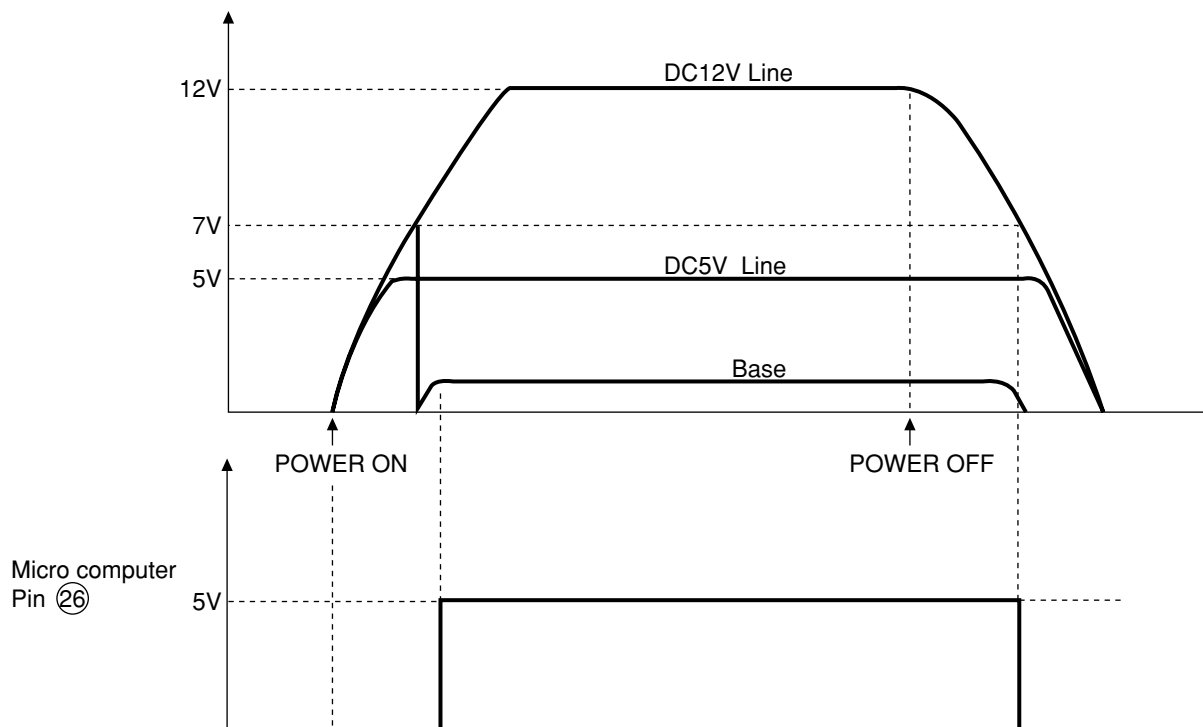 DC12V Line
12V
7V
DC5V Line
5V
Base
POWER ON
POWER OFF
Micro computer
Pin 26
5V